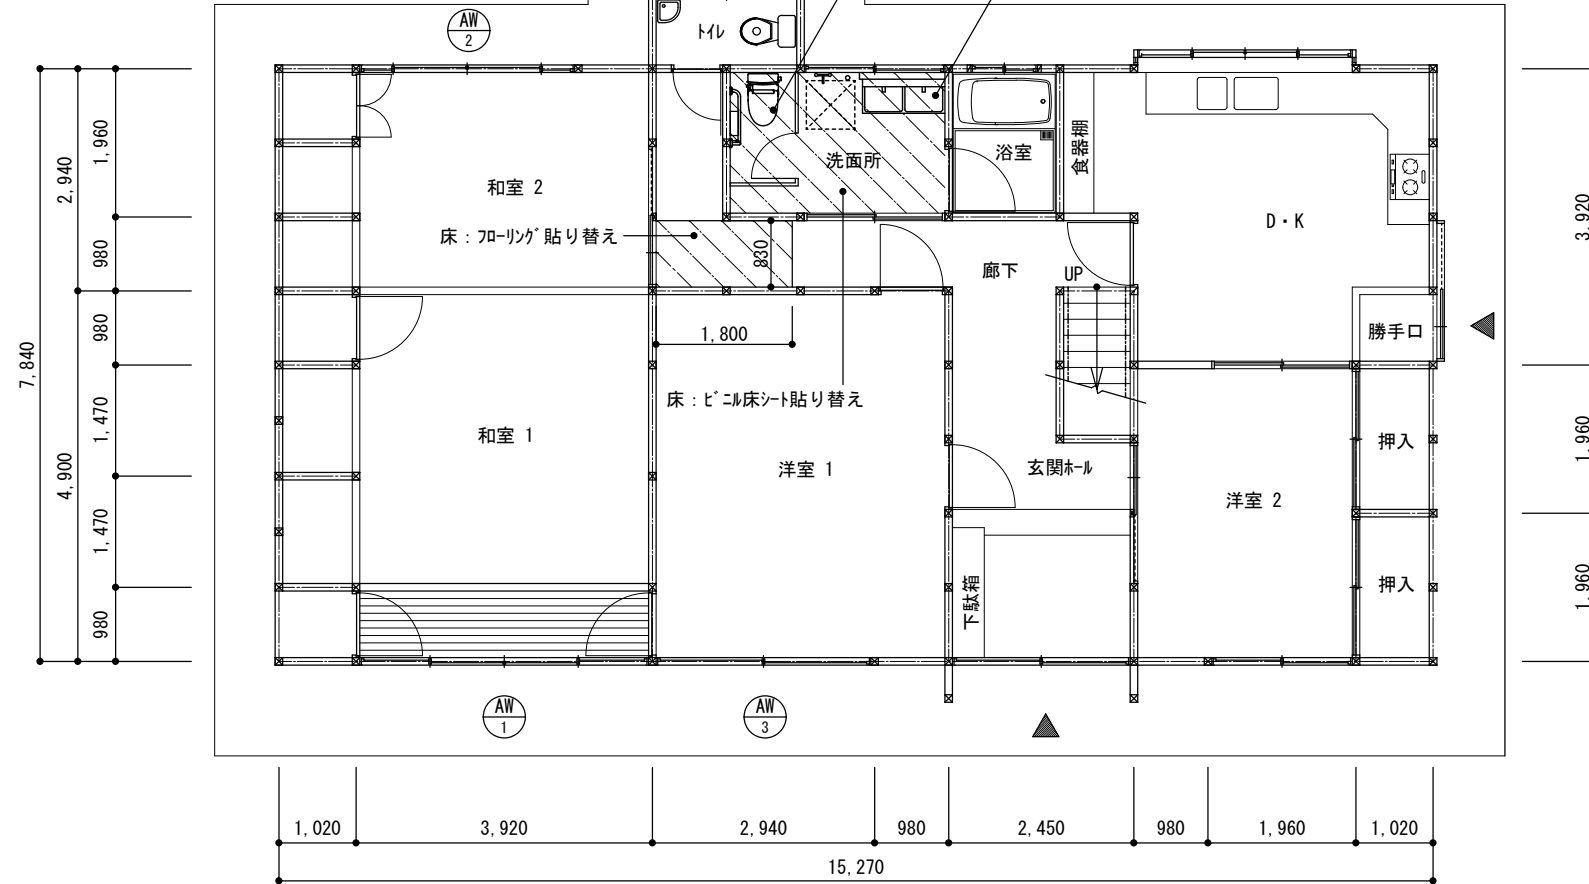 AW
2
トイレ
洗面所
浴室
食器棚
和室 2
D・K
床：フローリング貼り替え
830
廊下
UP
1,800
勝手口
床：ビニル床シート貼り替え
和室 1
洋室 1
玄関ホール
洋室 2
押入
押入
下駄箱
AW
1
AW
3
7,840
2,940
4,900
1,960
980
980
1,470
1,470
980
3,920
1,960
1,960
1,020
3,920
2,940
980
2,450
980
1,960
1,020
15,270